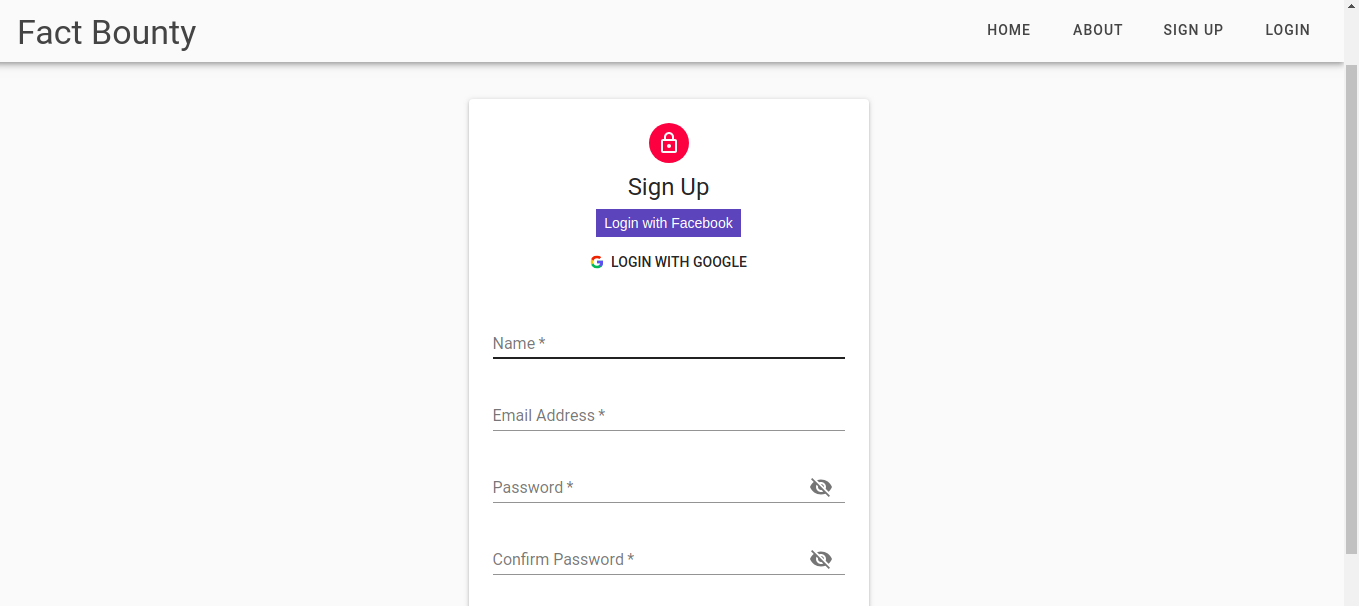 Fact Bounty
HOME ABOUT SIGN UP LOGIN
Sign Up
Login with Facebook
LOGIN WITH GOOGLE
Name *
Email Address *
Password *
Confirm Password *